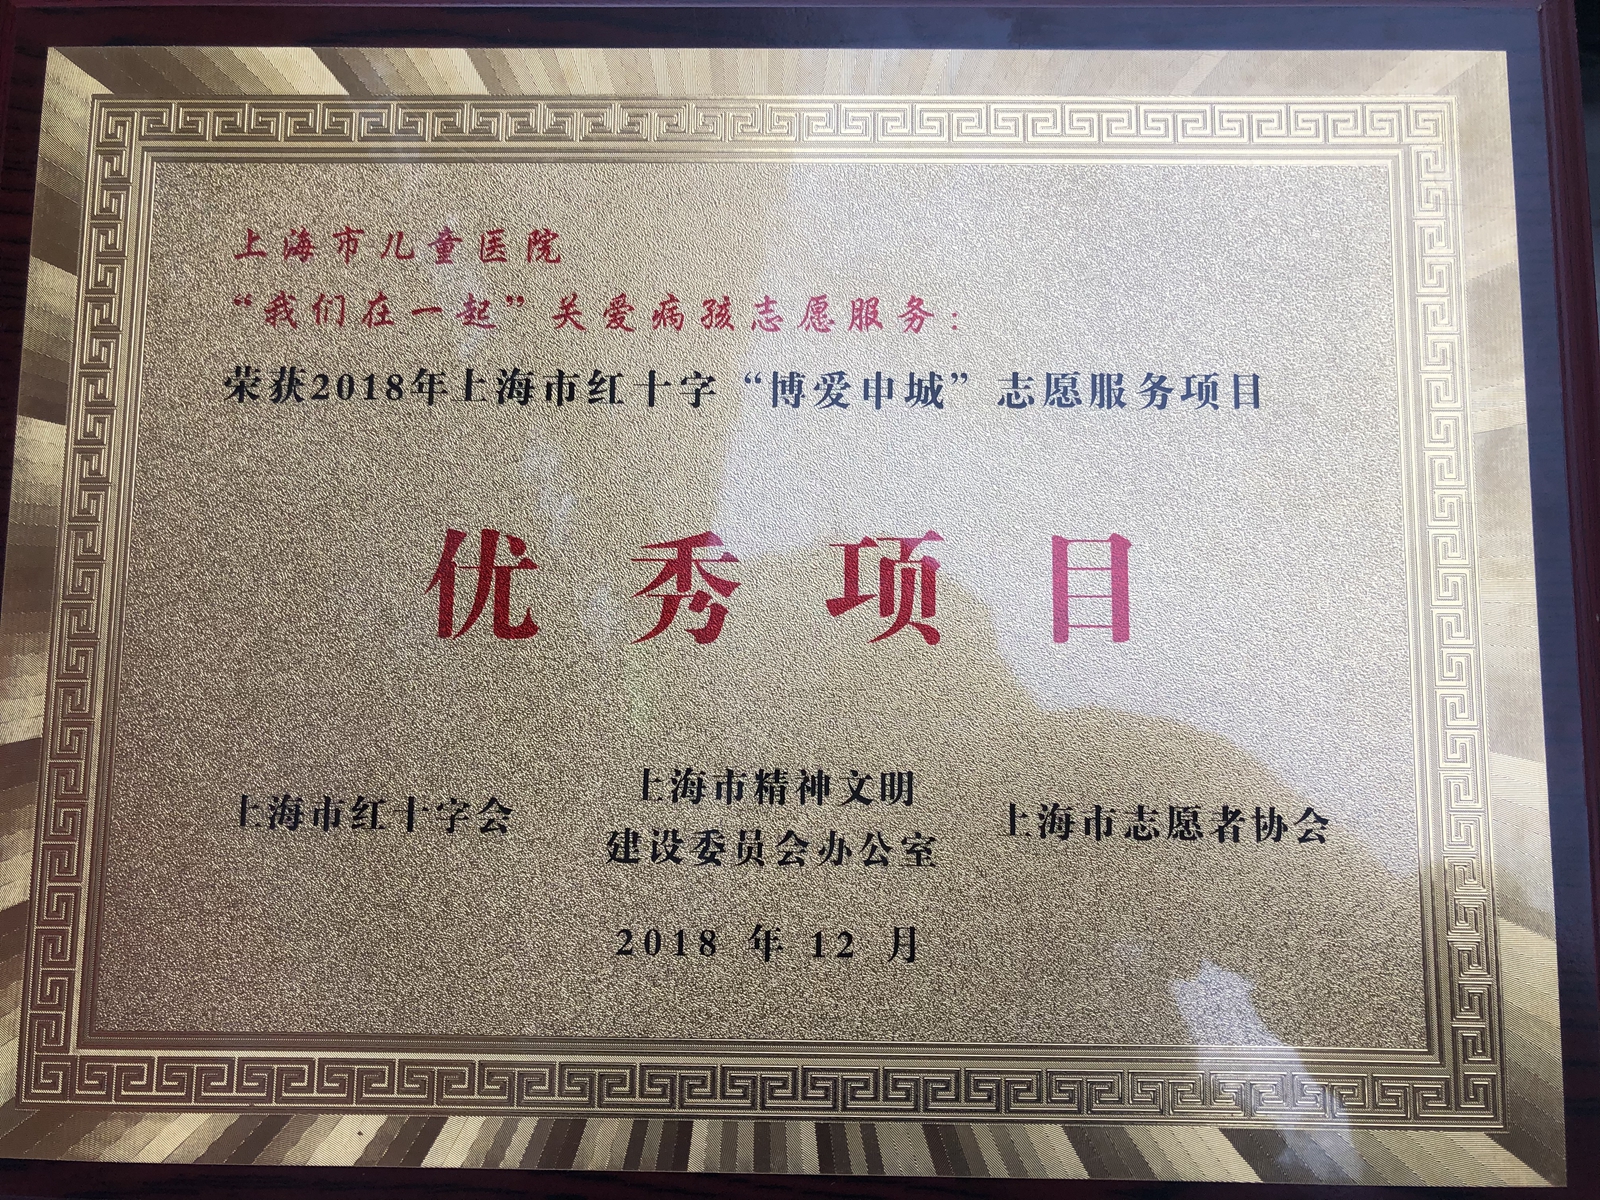 上海市儿童医院
“我们在一起”关爱病孩志愿服务：
荣获2018年上海市红十字“博爱申城”志愿服务项目
优秀项目
上海市红十字会
上海市精神文明
建设委员会办公室
上海市志愿者协会
2018 年 12 月